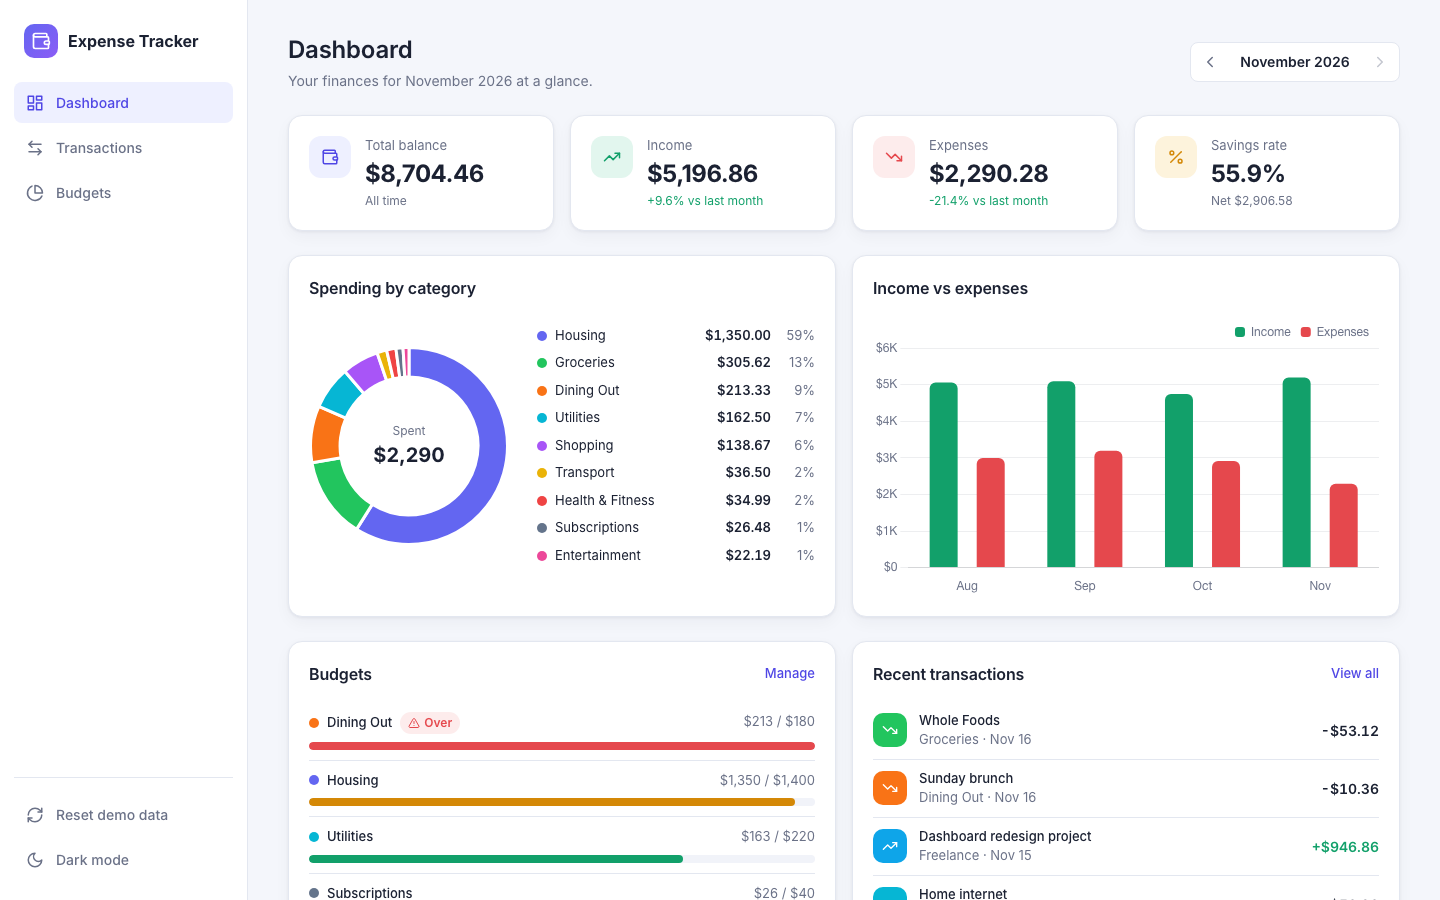 Expense Tracker
Dashboard
Transactions
Budgets
Reset demo data
Dark mode
Dashboard
Your finances for November 2026 at a glance.
November 2026
Total balance
$8,704.46
All time
Income
$5,196.86
+9.6% vs last month
Expenses
$2,290.28
-21.4% vs last month
Savings rate
55.9%
Net $2,906.58
Spending by category
Spent
$2,290
Housing $1,350.00 59%
Groceries $305.62 13%
Dining Out $213.33 9%
Utilities $162.50 7%
Shopping $138.67 6%
Transport $36.50 2%
Health & Fitness $34.99 2%
Subscriptions $26.48 1%
Entertainment $22.19 1%
Income vs expenses
Income Expenses
$6K
$5K
$4K
$3K
$2K
$1K
$0
Aug Sep Oct Nov
Budgets Manage
Dining Out Over $213 / $180
Housing $1,350 / $1,400
Utilities $163 / $220
Subscriptions $26 / $40
Recent transactions View all
Whole Foods
Groceries · Nov 16
-$53.12
Sunday brunch
Dining Out · Nov 16
-$10.36
Dashboard redesign project
Freelance · Nov 15
+$946.86
Home internet